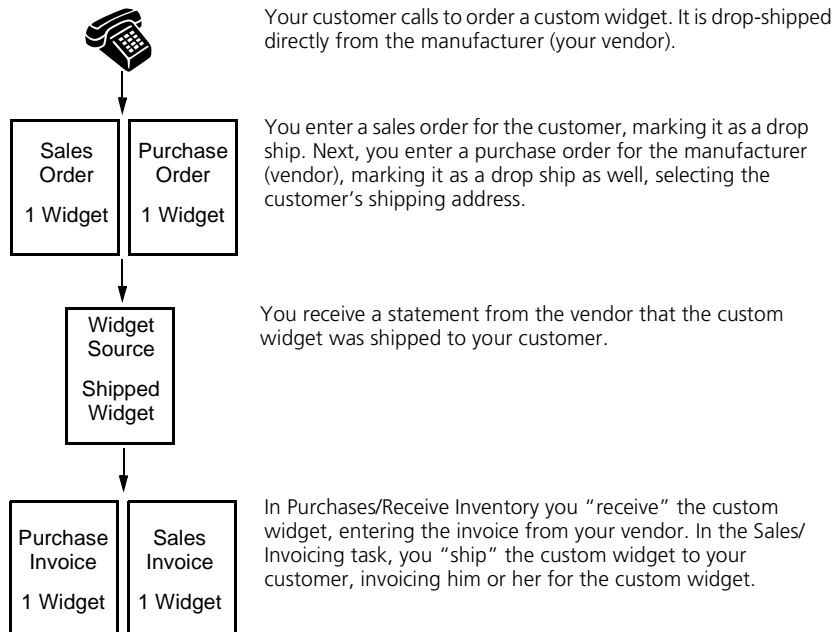 Your customer calls to order a custom widget. It is drop-shipped
directly from the manufacturer (your vendor).
Sales
Order
1 Widget
Purchase
Order
1 Widget
You enter a sales order for the customer, marking it as a drop
ship. Next, you enter a purchase order for the manufacturer
(vendor), marking it as a drop ship as well, selecting the
customer’s shipping address.
Widget
Source
Shipped
Widget
You receive a statement from the vendor that the custom
widget was shipped to your customer.
Purchase
Invoice
1 Widget
Sales
Invoice
1 Widget
In Purchases/Receive Inventory you “receive” the custom
widget, entering the invoice from your vendor. In the Sales/
Invoicing task, you “ship” the custom widget to your
customer, invoicing him or her for the custom widget.